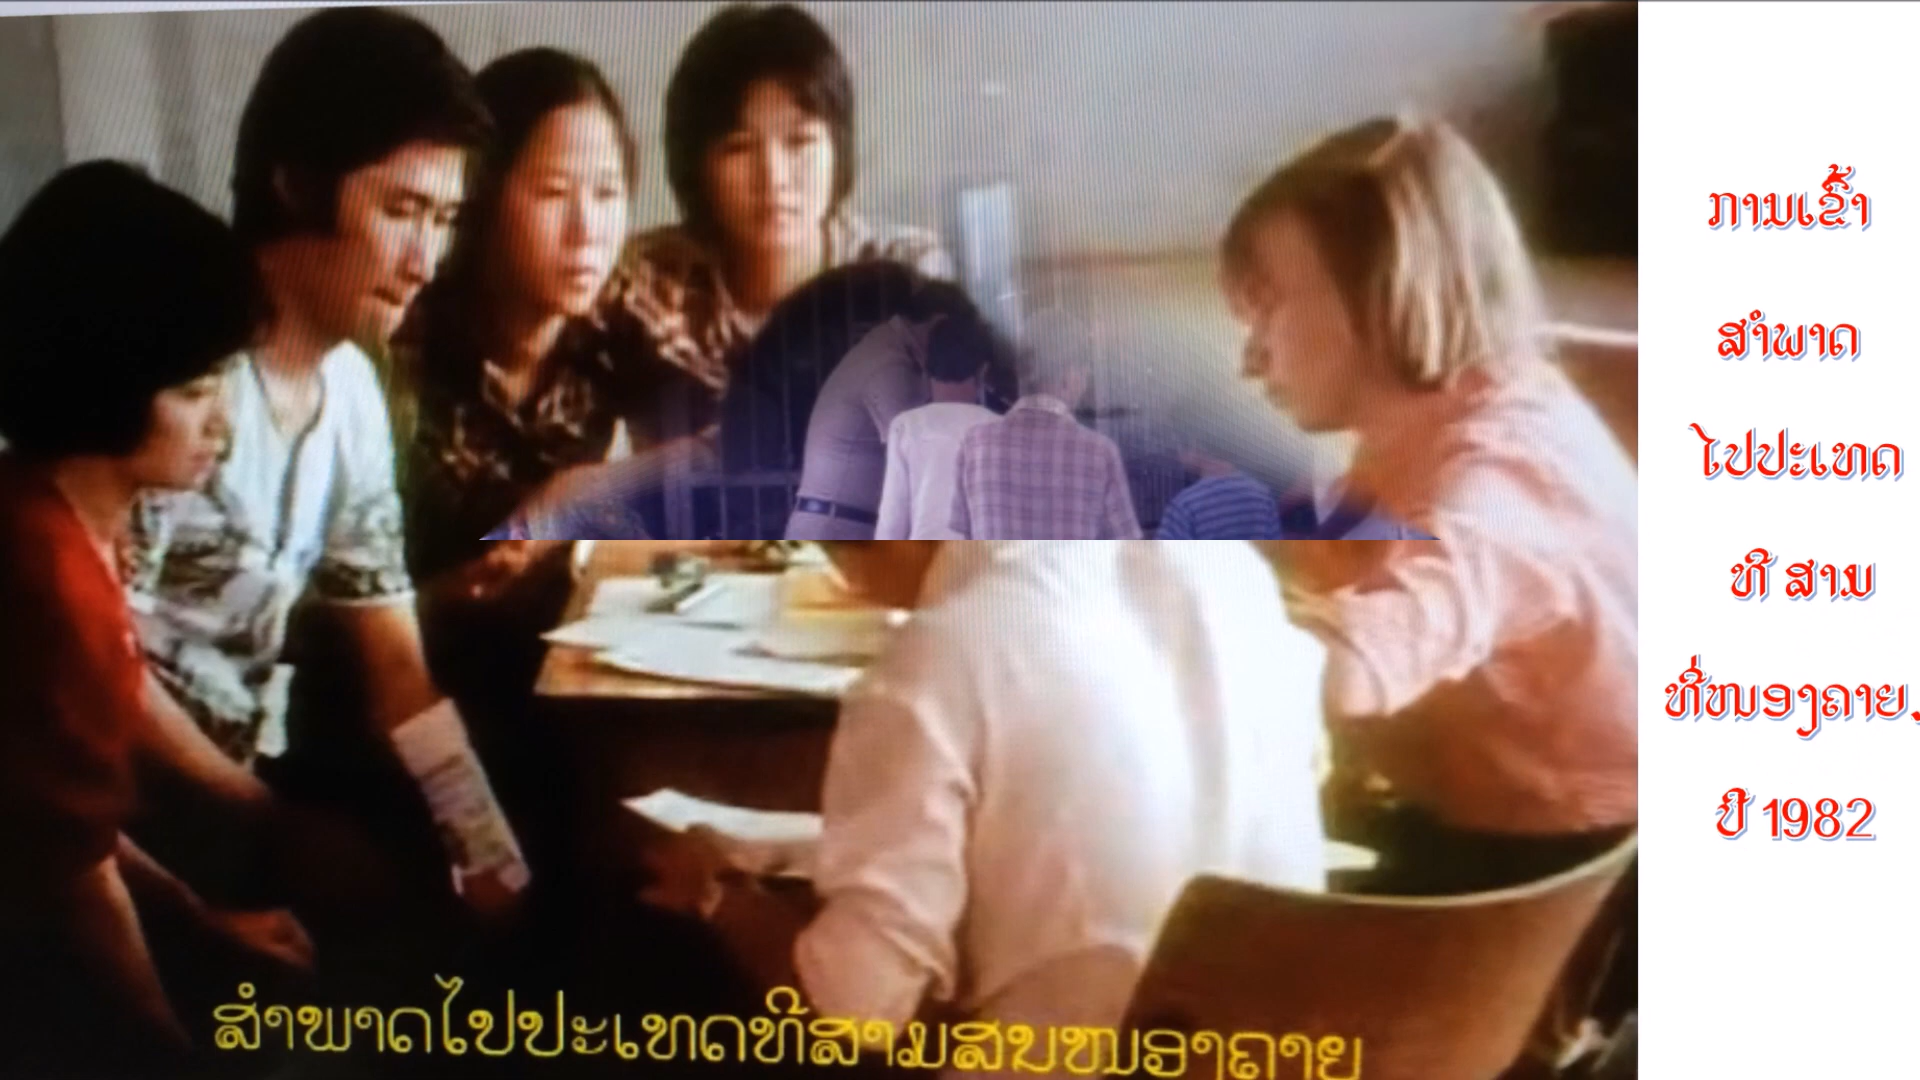 ການເຂົ້າ
ສຳພາດ
ໄປປະເທດ
ທີ ສາມ
ທີ່ໜອງຄາຍ.
ປີ 1982
ສຳພາດໄປປະເທດທີສາມສນໜອງຄາຍ